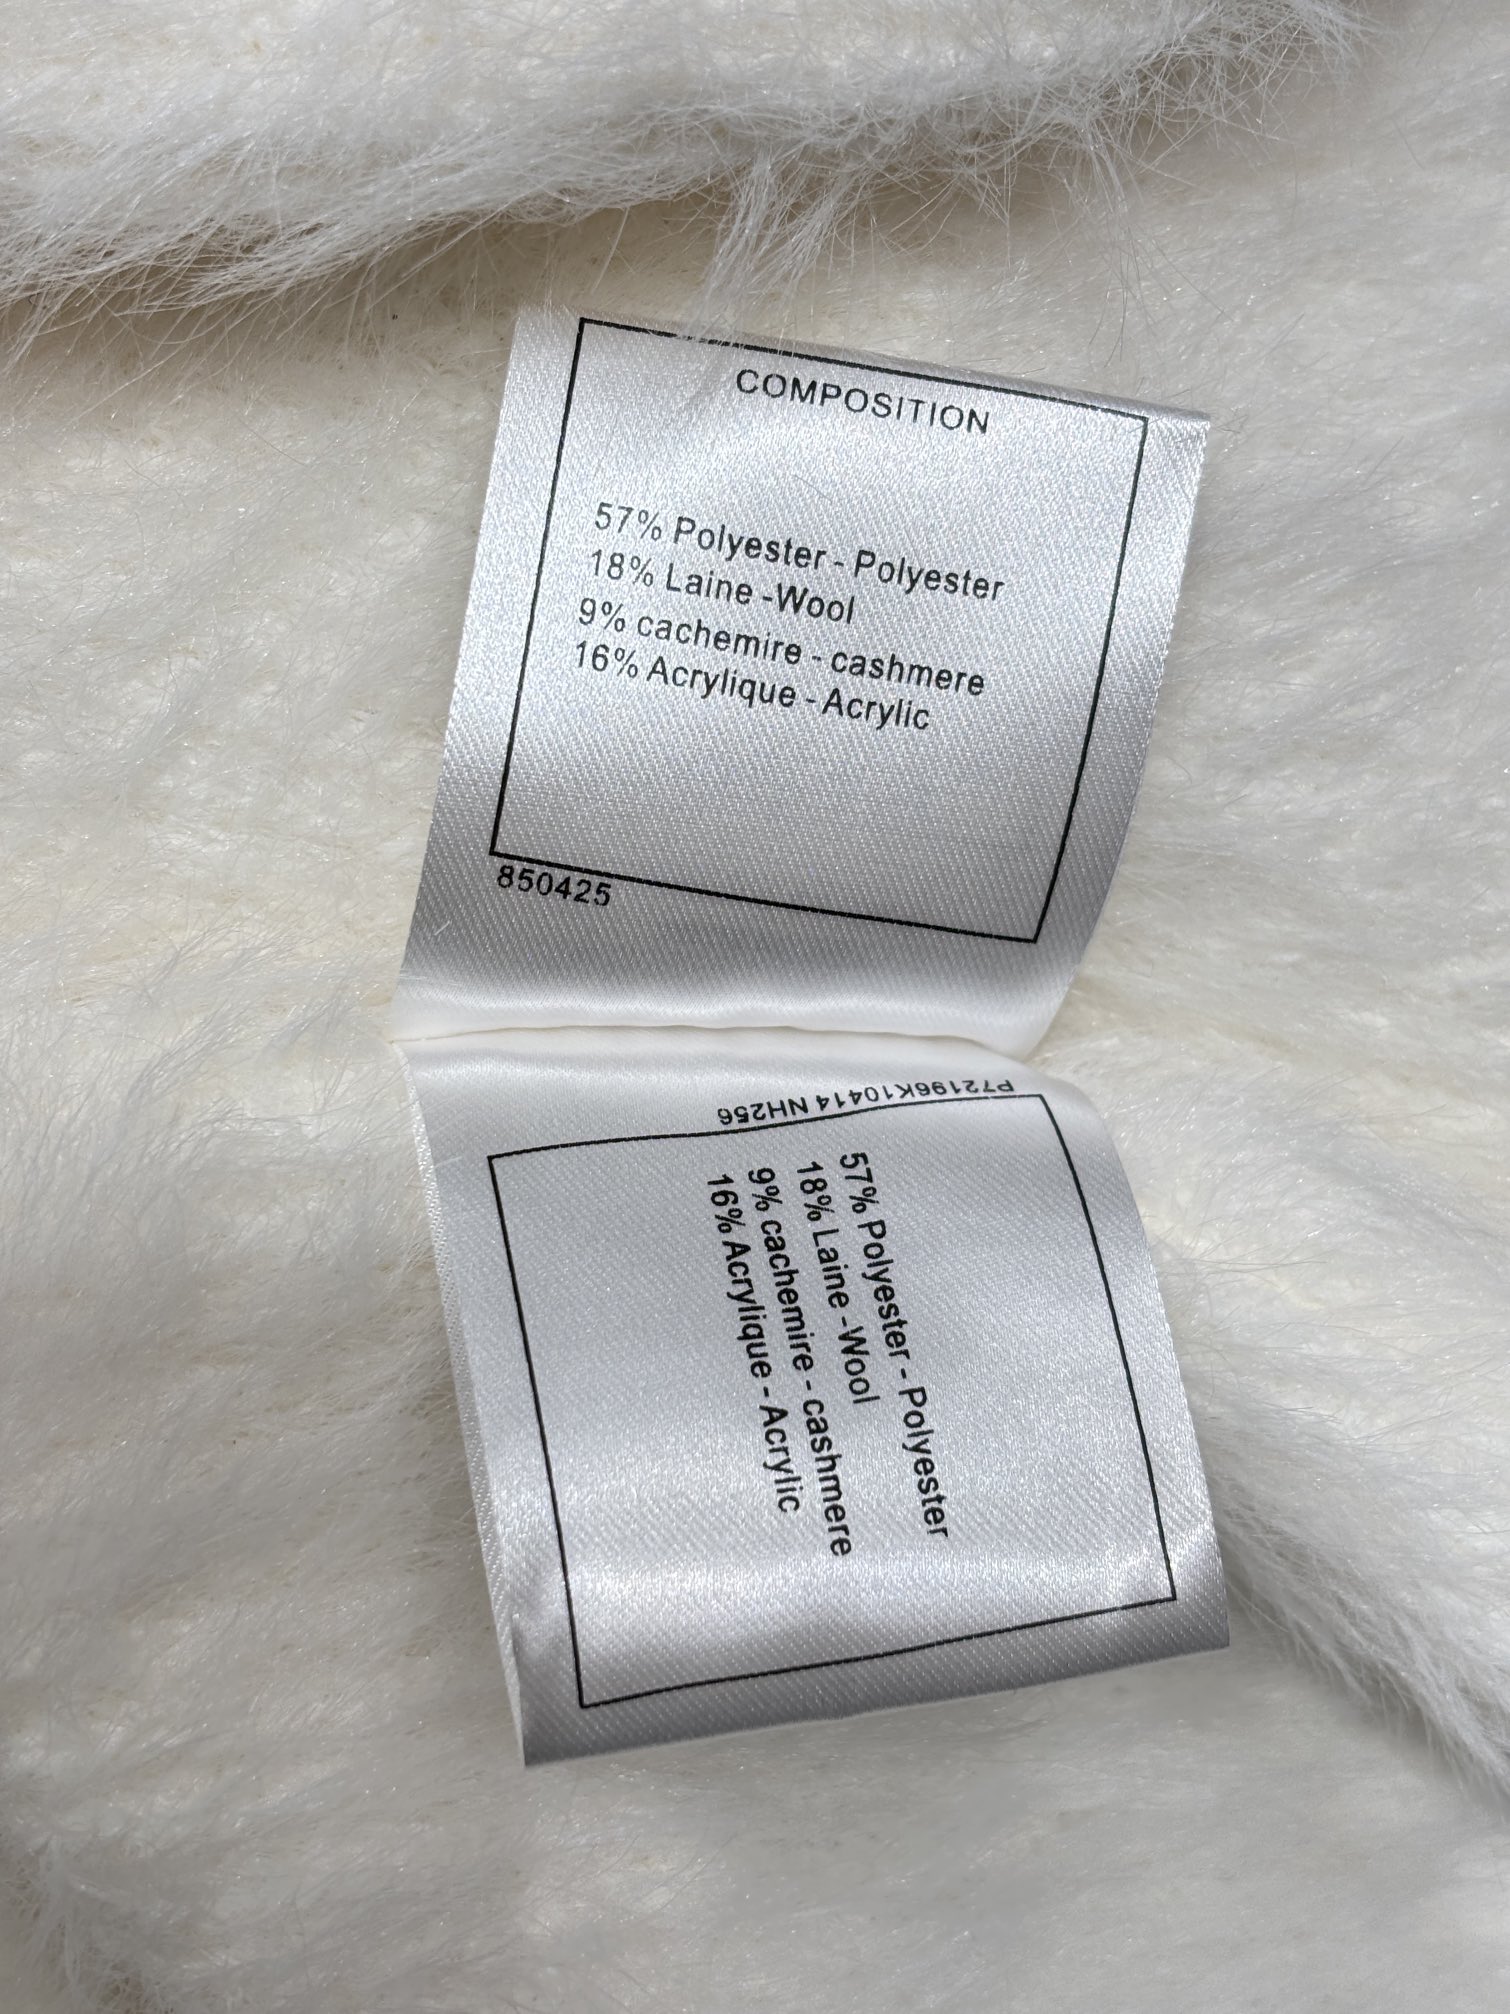 COMPOSITION
57% Polyester - Polyester
18% Laine -Wool
9% cachemire - cashmere
16% Acrylique - Acrylic
850425
P72196K10414 NH256
57% Polyester - Polyester
18% Laine -Wool
9% cachemire - cashmere
16% Acrylique - Acrylic